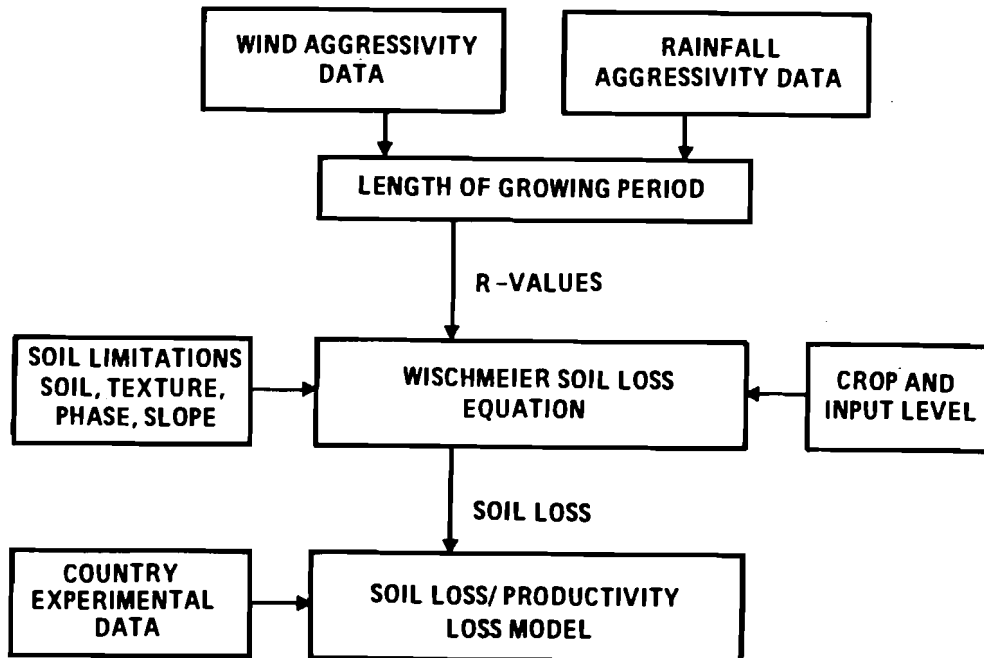 WIND AGGRESSIVITY
DATA
RAINFALL
AGGRESSIVITY DATA
LENGTH OF GROWING PERIOD
R-VALUES
SOIL LIMITATIONS
SOIL, TEXTURE,
PHASE, SLOPE
WISCHMEIER SOIL LOSS
EQUATION
CROP AND
INPUT LEVEL
SOIL LOSS
COUNTRY
EXPERIMENTAL
DATA
SOIL LOSS/ PRODUCTIVITY
LOSS MODEL